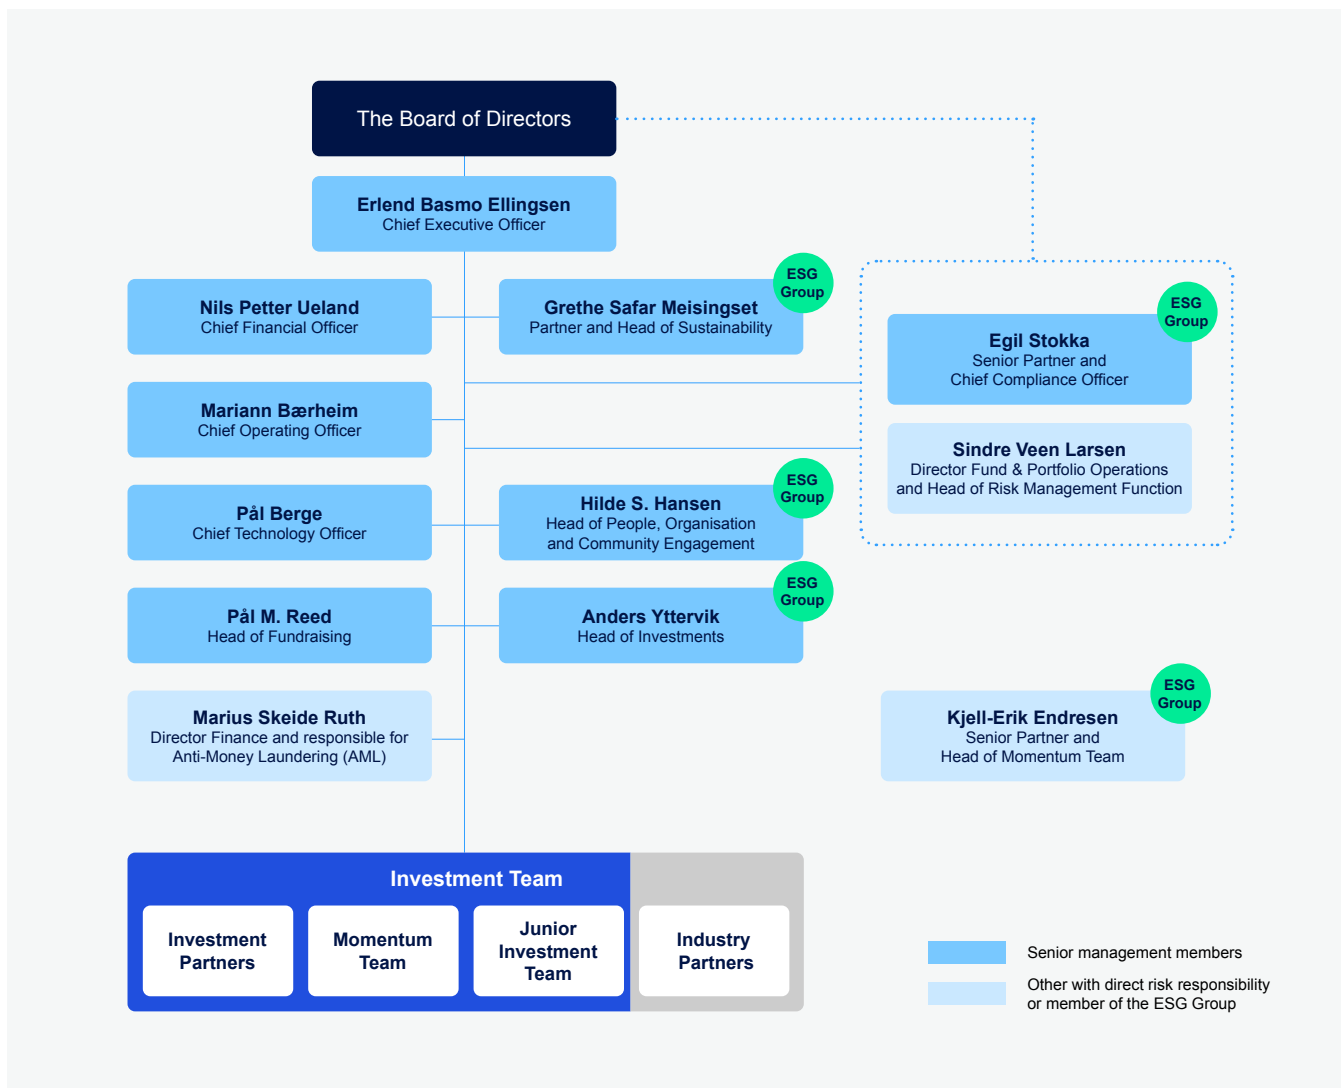 The Board of Directors
Erlend Basmo Ellingsen
Chief Executive Officer
Nils Petter Ueland
Chief Financial Officer
ESG
Group
Grethe Safar Meisingset
Partner and Head of Sustainability
ESG
Group
Egil Stokka
Senior Partner and
Chief Compliance Officer
Mariann Bærheim
Chief Operating Officer
Sindre Veen Larsen
Director Fund & Portfolio Operations
and Head of Risk Management Function
Pål Berge
Chief Technology Officer
ESG
Group
Hilde S. Hansen
Head of People, Organisation
and Community Engagement
Pål M. Reed
Head of Fundraising
ESG
Group
Anders Yttervik
Head of Investments
Marius Skeide Ruth
Director Finance and responsible for
Anti-Money Laundering (AML)
ESG
Group
Kjell-Erik Endresen
Senior Partner and
Head of Momentum Team
Investment Team
Investment
Partners
Momentum
Team
Junior
Investment
Team
Industry
Partners
Senior management members
Other with direct risk responsibility
or member of the ESG Group